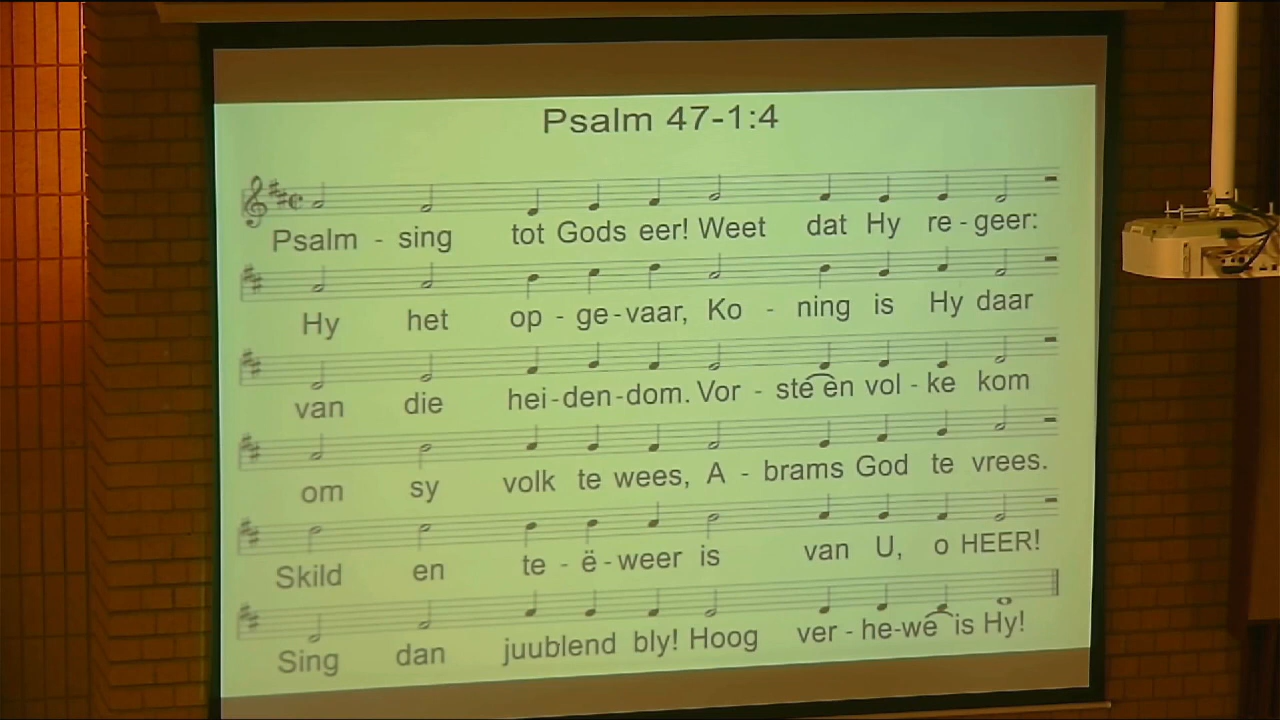 Psalm 47-1:4
Psalm - sing tot Gods eer! Weet dat Hy re - geer:
Hy het op - ge - vaar, Ko - ning is Hy daar
van die hei - den - dom. Vor - ste en vol - ke kom
om sy volk te wees, A - brams God te vrees.
Skild en te - ë - weer is van U, o HEER!
Sing dan juublend bly! Hoog ver - he - we is Hy!